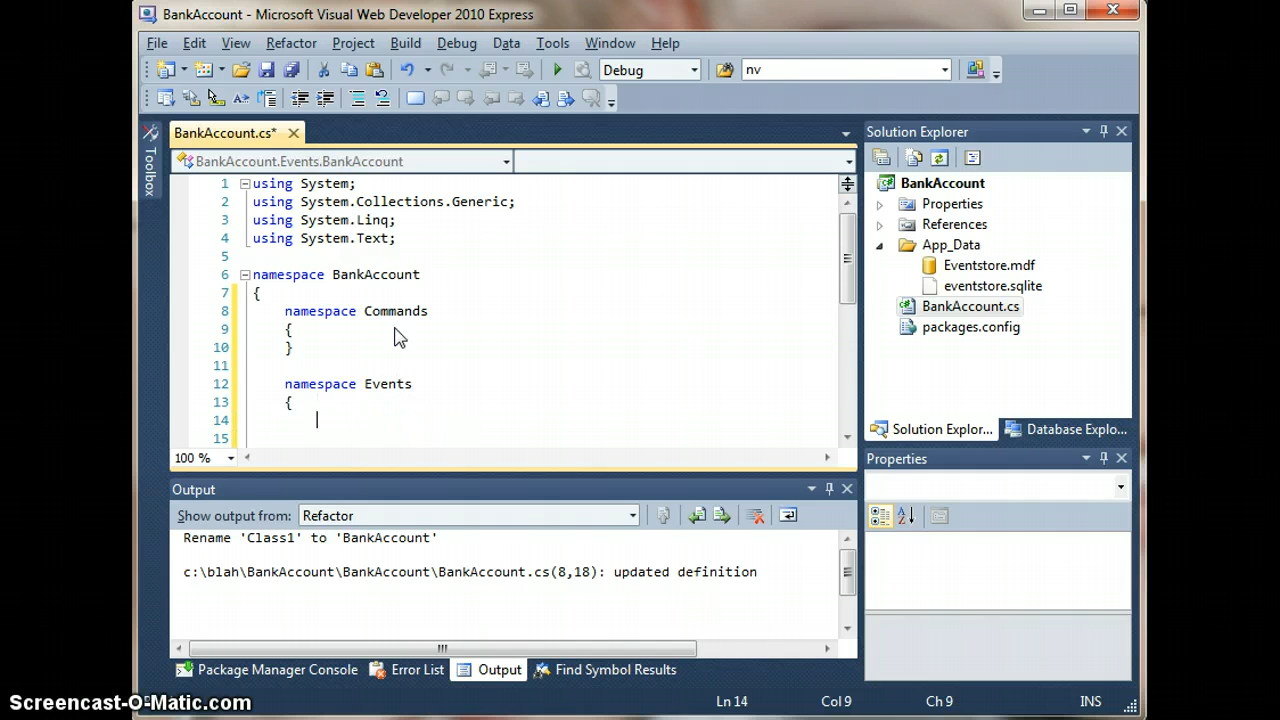 BankAccount - Microsoft Visual Web Developer 2010 Express
File Edit View Refactor Project Build Debug Data Tools Window Help
Debug nv
BankAccount.cs* Solution Explorer
Toolbox
BankAccount.Events.BankAccount
1 using System;
2 using System.Collections.Generic;
3 using System.Linq;
4 using System.Text;
5
6 namespace BankAccount
7 {
8 namespace Commands
9 {
10 }
11
12 namespace Events
13 {
14
15
100 %
BankAccount
Properties
References
App_Data
Eventstore.mdf
eventstore.sqlite
BankAccount.cs
packages.config
Solution Explor... Database Explo...
Properties
Output
Show output from: Refactor
Rename 'Class1' to 'BankAccount'
c:\blah\BankAccount\BankAccount\BankAccount.cs(8,18): updated definition
Package Manager Console Error List Output Find Symbol Results
Ln 14 Col 9 Ch 9 INS
Screencast-O-Matic.com